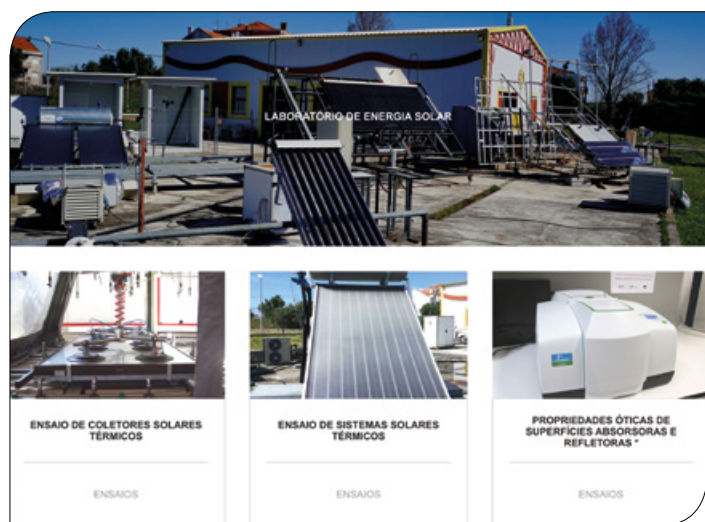 LABORATÓRIO DE ENERGIA SOLAR
ENSAIO DE COLETORES SOLARES
TÉRMICOS
ENSAIOS
ENSAIO DE SISTEMAS SOLARES
TÉRMICOS
ENSAIOS
PROPRIEDADES ÓTICAS DE
SUPERFÍCIES ABSORSORAS E
REFLETORAS *
ENSAIOS